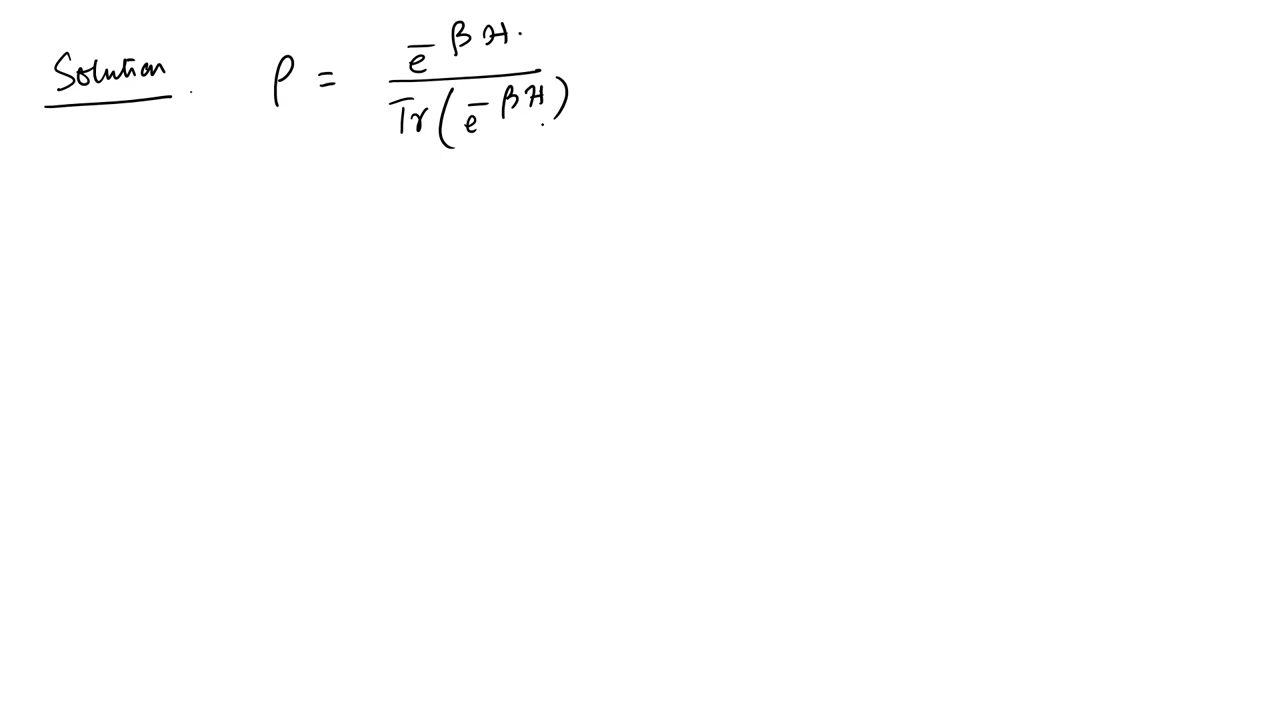 Solution. ρ = e^{-βH} / Tr(e^{-βH})